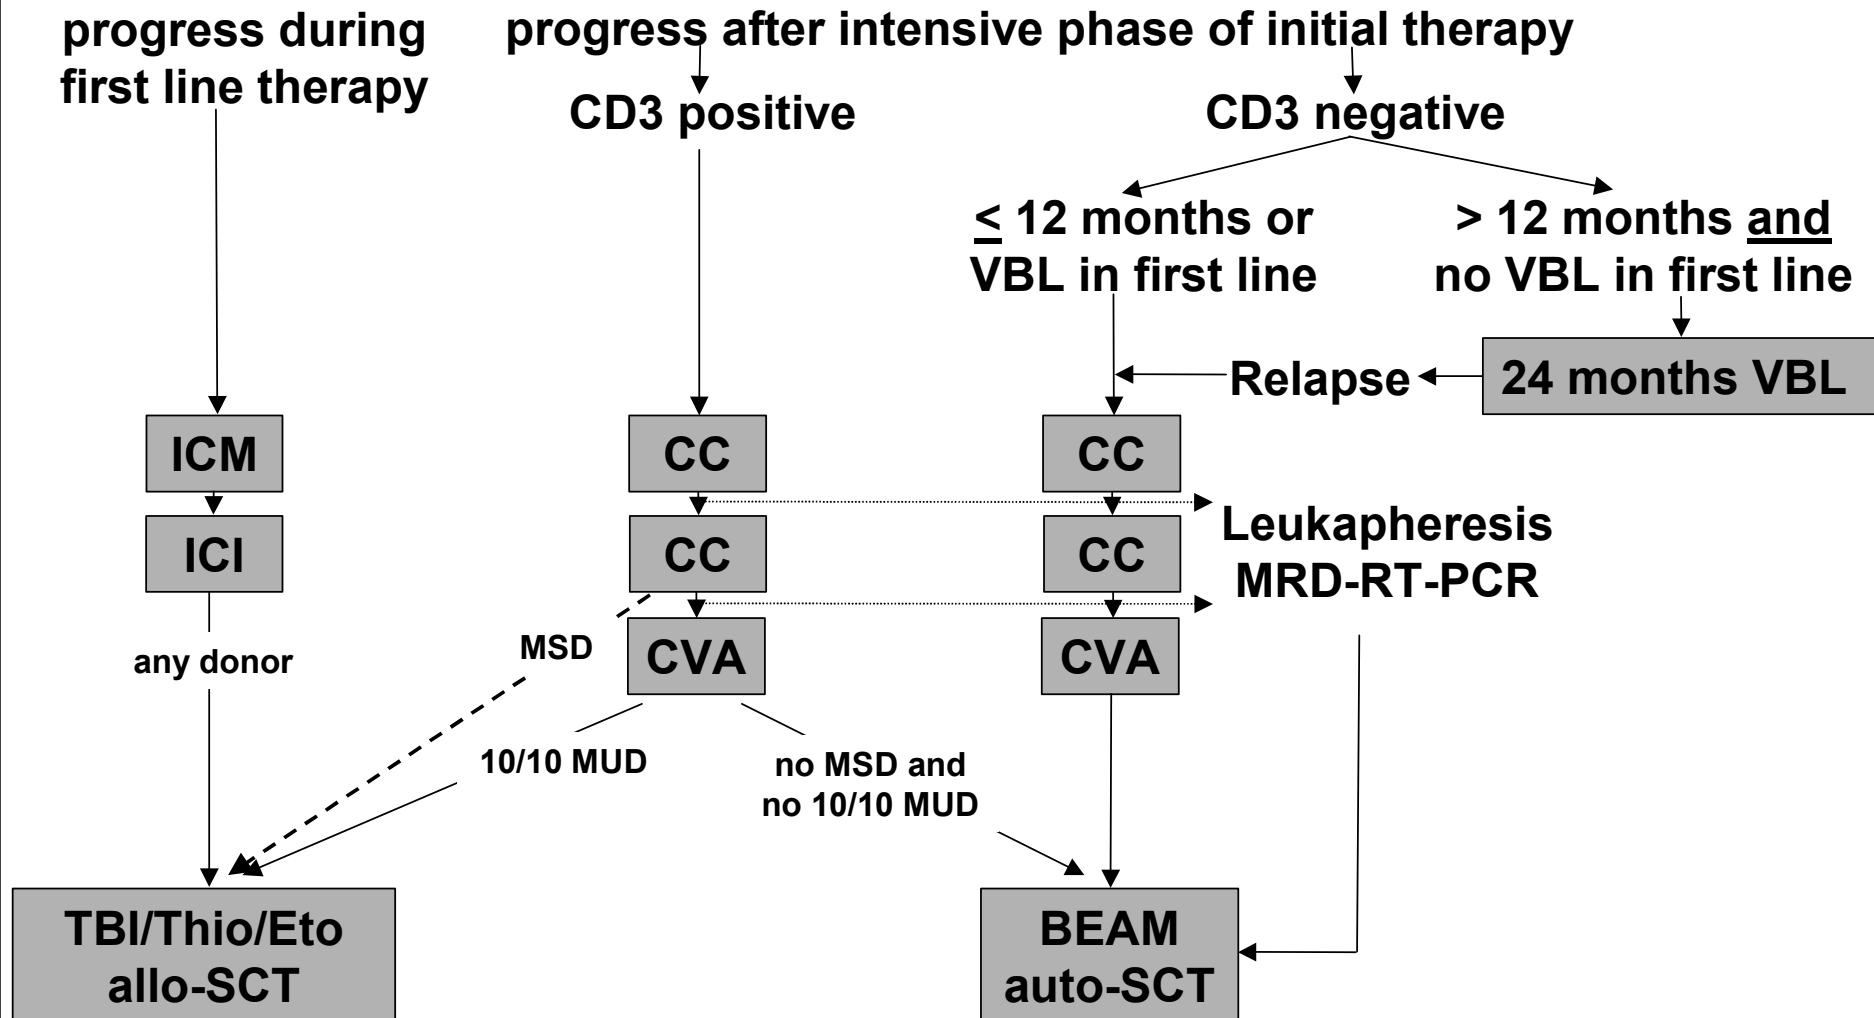 progress during
first line therapy
progress after intensive phase of initial therapy
CD3 positive
CD3 negative
< 12 months or
VBL in first line
> 12 months and
no VBL in first line
24 months VBL
Relapse
ICM
CC
CC
Leukapheresis
MRD-RT-PCR
ICI
CC
CC
any donor
MSD
CVA
CVA
10/10 MUD
no MSD and
no 10/10 MUD
TBI/Thio/Eto
allo-SCT
BEAM
auto-SCT